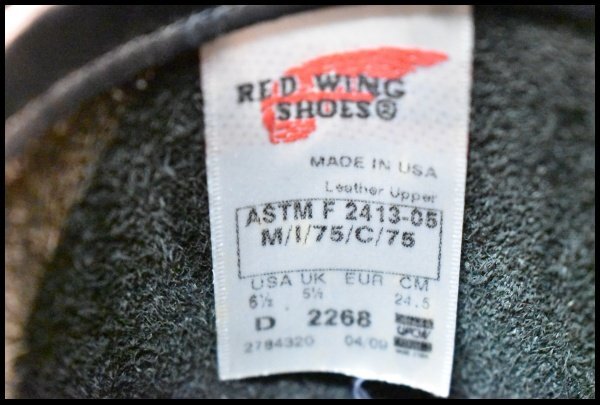 RED WING
SHOES®
MADE IN USA
Leather Upper
ASTM F 2413-05
M/I/75/C/75
USA UK EUR CM
6½ 5½ 24.5
D 2268
2784320 04/09